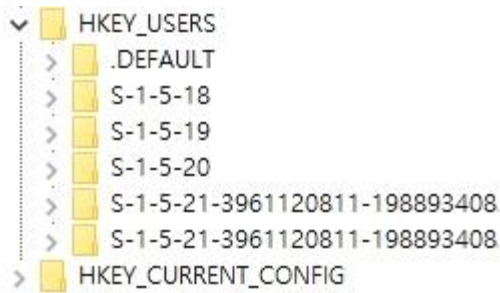 HKEY_USERS
.DEFAULT
S-1-5-18
S-1-5-19
S-1-5-20
S-1-5-21-3961120811-198893408
S-1-5-21-3961120811-198893408
HKEY_CURRENT_CONFIG